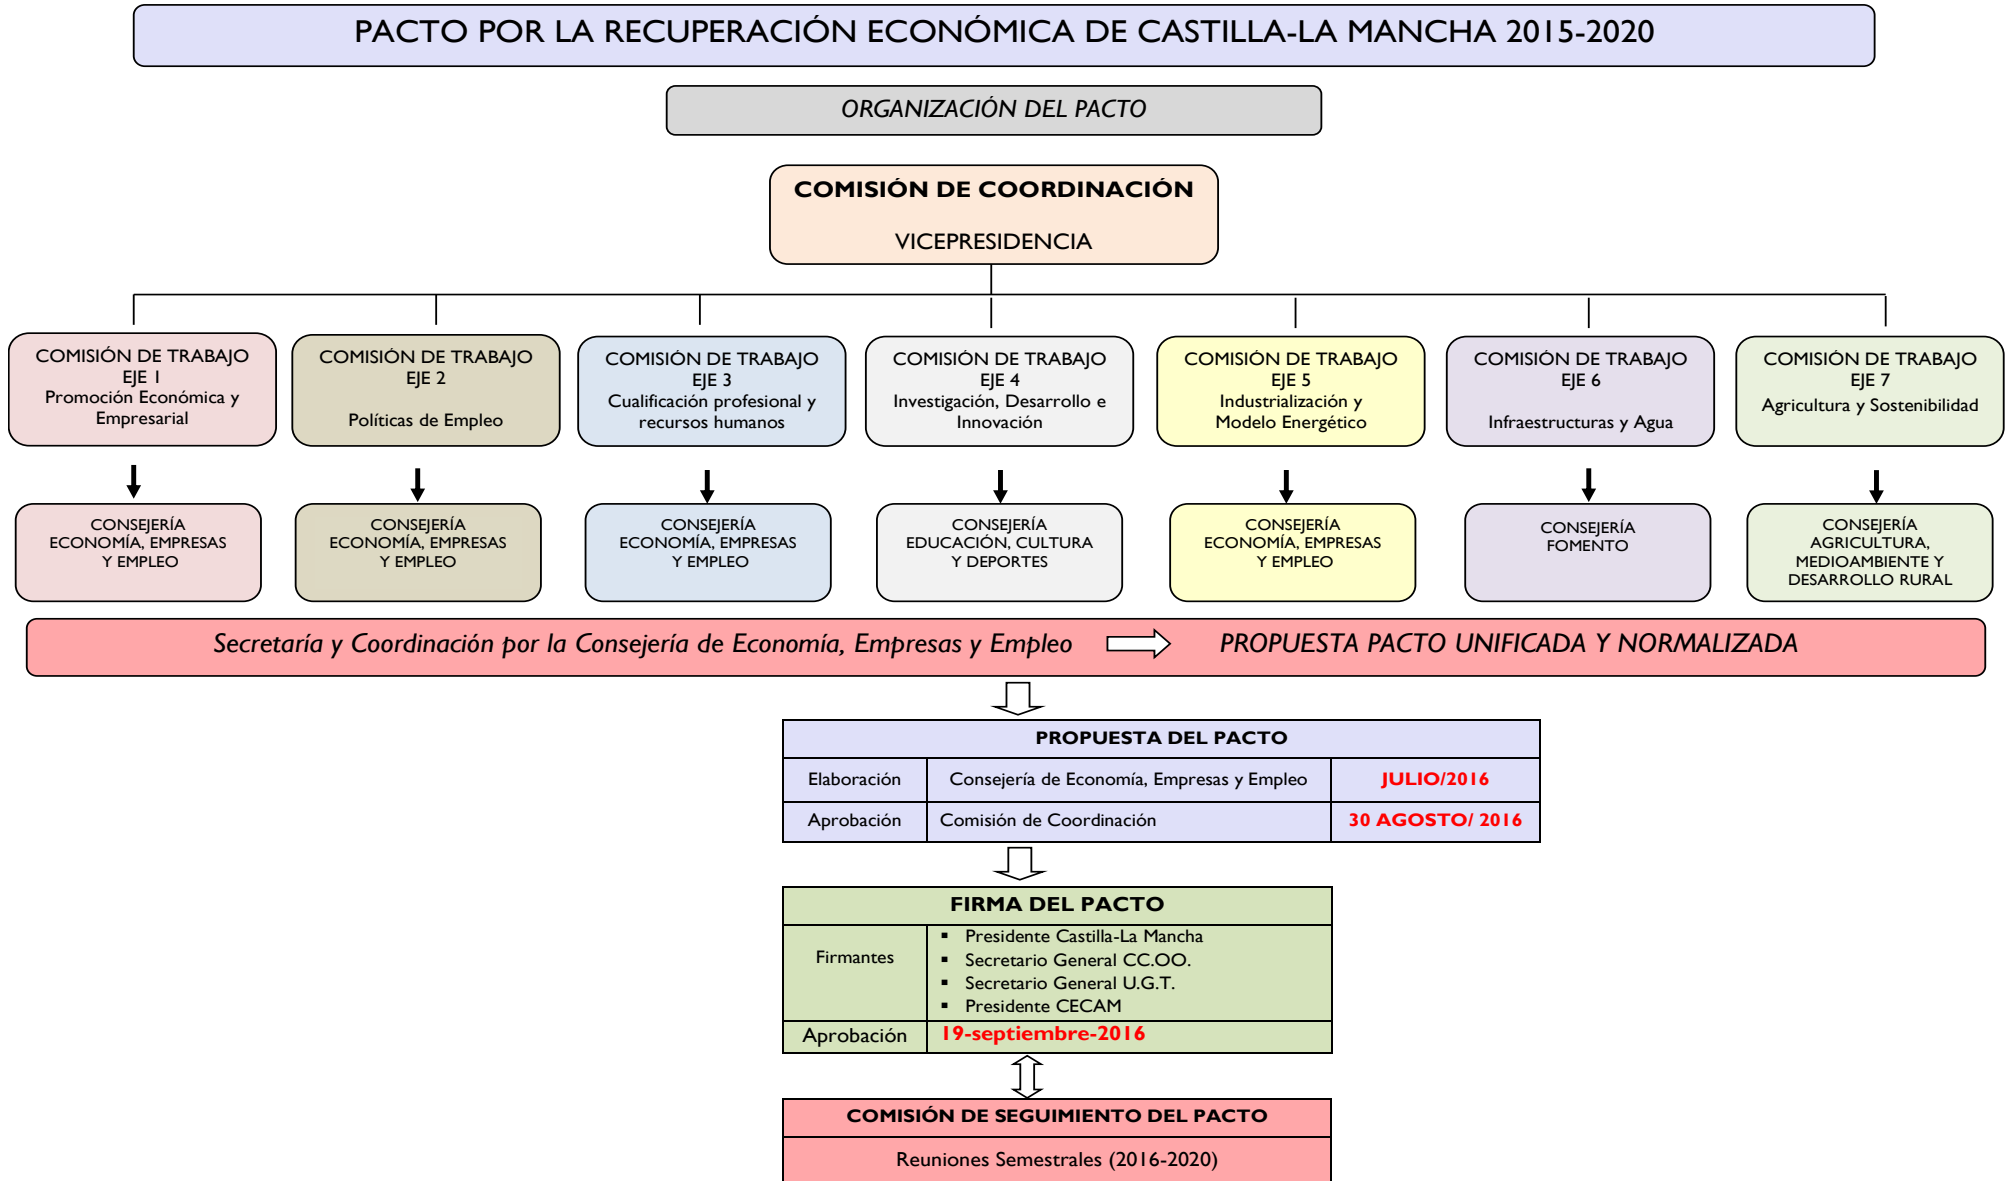 PACTO POR LA RECUPERACIÓN ECONÓMICA DE CASTILLA-LA MANCHA 2015-2020
ORGANIZACIÓN DEL PACTO
COMISIÓN DE COORDINACIÓN
VICEPRESIDENCIA
COMISIÓN DE TRABAJO
EJE 1
Promoción Económica y
Empresarial
COMISIÓN DE TRABAJO
EJE 2
Políticas de Empleo
COMISIÓN DE TRABAJO
EJE 3
Cualificación profesional y
recursos humanos
COMISIÓN DE TRABAJO
EJE 4
Investigación, Desarrollo e
Innovación
COMISIÓN DE TRABAJO
EJE 5
Industrialización y
Modelo Energético
COMISIÓN DE TRABAJO
EJE 6
Infraestructuras y Agua
COMISIÓN DE TRABAJO
EJE 7
Agricultura y Sostenibilidad
CONSEJERÍA
ECONOMÍA, EMPRESAS
Y EMPLEO
CONSEJERÍA
ECONOMÍA, EMPRESAS
Y EMPLEO
CONSEJERÍA
ECONOMÍA, EMPRESAS
Y EMPLEO
CONSEJERÍA
EDUCACIÓN, CULTURA
Y DEPORTES
CONSEJERÍA
ECONOMÍA, EMPRESAS
Y EMPLEO
CONSEJERÍA
FOMENTO
CONSEJERÍA
AGRICULTURA,
MEDIOAMBIENTE Y
DESARROLLO RURAL
Secretaría y Coordinación por la Consejería de Economía, Empresas y Empleo PROPUESTA PACTO UNIFICADA Y NORMALIZADA
PROPUESTA DEL PACTO
Elaboración Consejería de Economía, Empresas y Empleo JULIO/2016
Aprobación Comisión de Coordinación 30 AGOSTO/ 2016
FIRMA DEL PACTO
Firmantes
▪ Presidente Castilla-La Mancha
▪ Secretario General CC.OO.
▪ Secretario General U.G.T.
▪ Presidente CECAM
Aprobación 19-septiembre-2016
COMISIÓN DE SEGUIMIENTO DEL PACTO
Reuniones Semestrales (2016-2020)